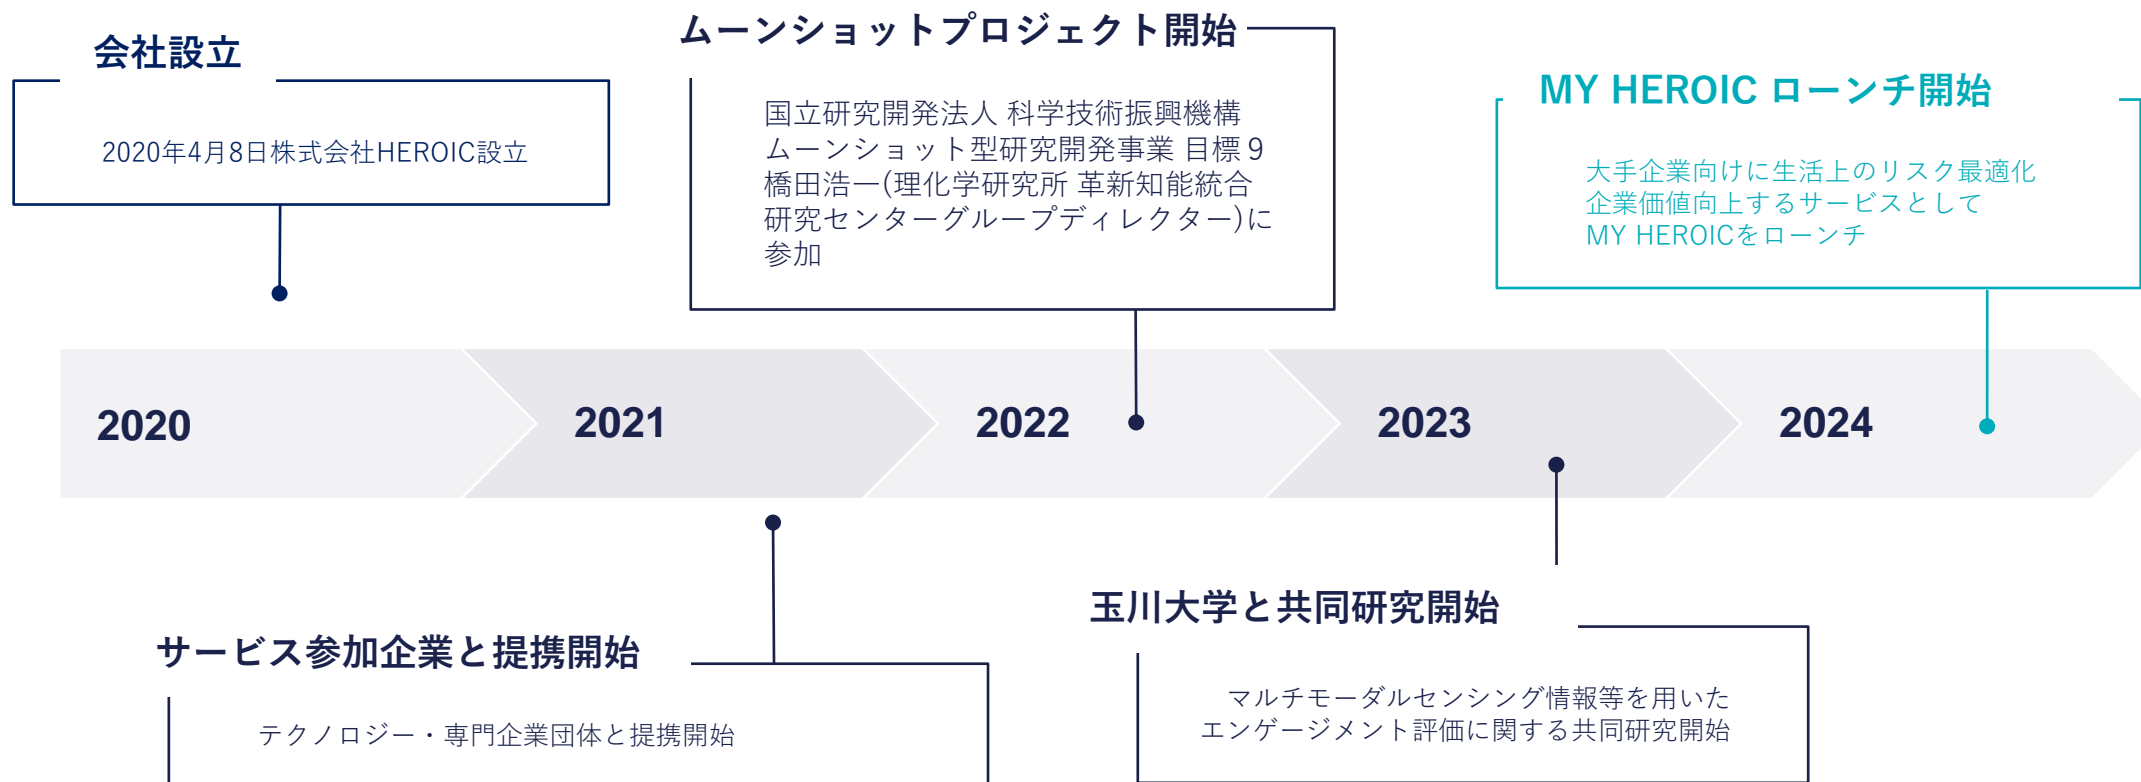 会社設立
2020年4月8日株式会社HEROIC設立
ムーンショットプロジェクト開始
国立研究開発法人 科学技術振興機構
ムーンショット型研究開発事業 目標９
橋田浩一(理化学研究所 革新知能統合
研究センターグループディレクター)に
参加
MY HEROIC ローンチ開始
大手企業向けに生活上のリスク最適化
企業価値向上するサービスとして
MY HEROICをローンチ
2020
2021
2022
2023
2024
サービス参加企業と提携開始
テクノロジー・専門企業団体と提携開始
玉川大学と共同研究開始
マルチモーダルセンシング情報等を用いた
エンゲージメント評価に関する共同研究開始